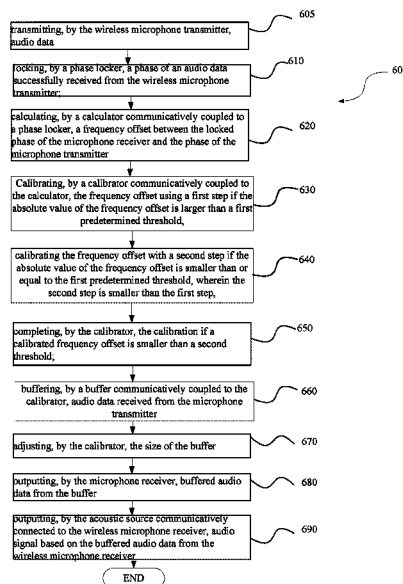 transmitting, by the wireless microphone transmitter,
audio data
605
locking, by a phase locker, a phase of an audio data
successfully received from the wireless microphone
transmitter;
610
60
calculating, by a calculator communicatively coupled to
a phase locker, a frequency offset between the locked
phase of the microphone receiver and the phase of the
microphone transmitter
620
Calibrating, by a calibrator communicatively coupled to
the calculator, the frequency offset using a first step if the
absolute value of the frequency offset is larger than a first
predetermined threshold,
630
calibrating the frequency offset with a second step if the
absolute value of the frequency offset is smaller than or
equal to the first predetermined threshold, wherein the
second step is smaller than the first step,
640
completing, by the calibrator, the calibration if a
calibrated frequency offset is smaller than a second
threshold;
650
buffering, by a buffer communicatively coupled to the
calibrator, audio data received from the microphone
transmitter
660
adjusting, by the calibrator, the size of the buffer
670
outputting, by the microphone receiver, buffered audio
data from the buffer
680
outputting, by the acoustic source communicatively
connected to the wireless microphone receiver, audio
signal based on the buffered audio data from the
wireless microphone receiver
690
END